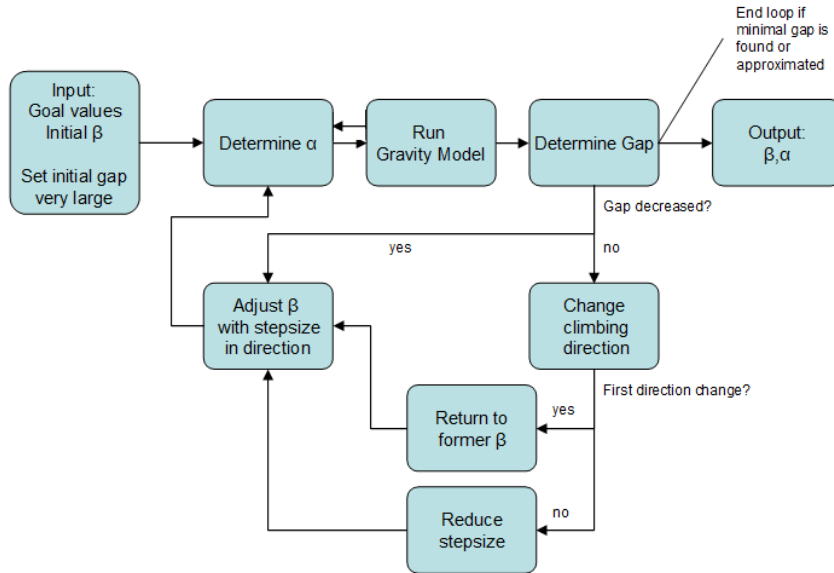 End loop if
minimal gap is
found or
approximated
Input:
Goal values
Initial β
Set initial gap
very large
Determine α
Run
Gravity Model
Determine Gap
Output:
β,α
Gap decreased?
yes
no
Adjust β
with stepsize
in direction
Change
climbing
direction
First direction change?
yes
Return to
former β
no
Reduce
stepsize